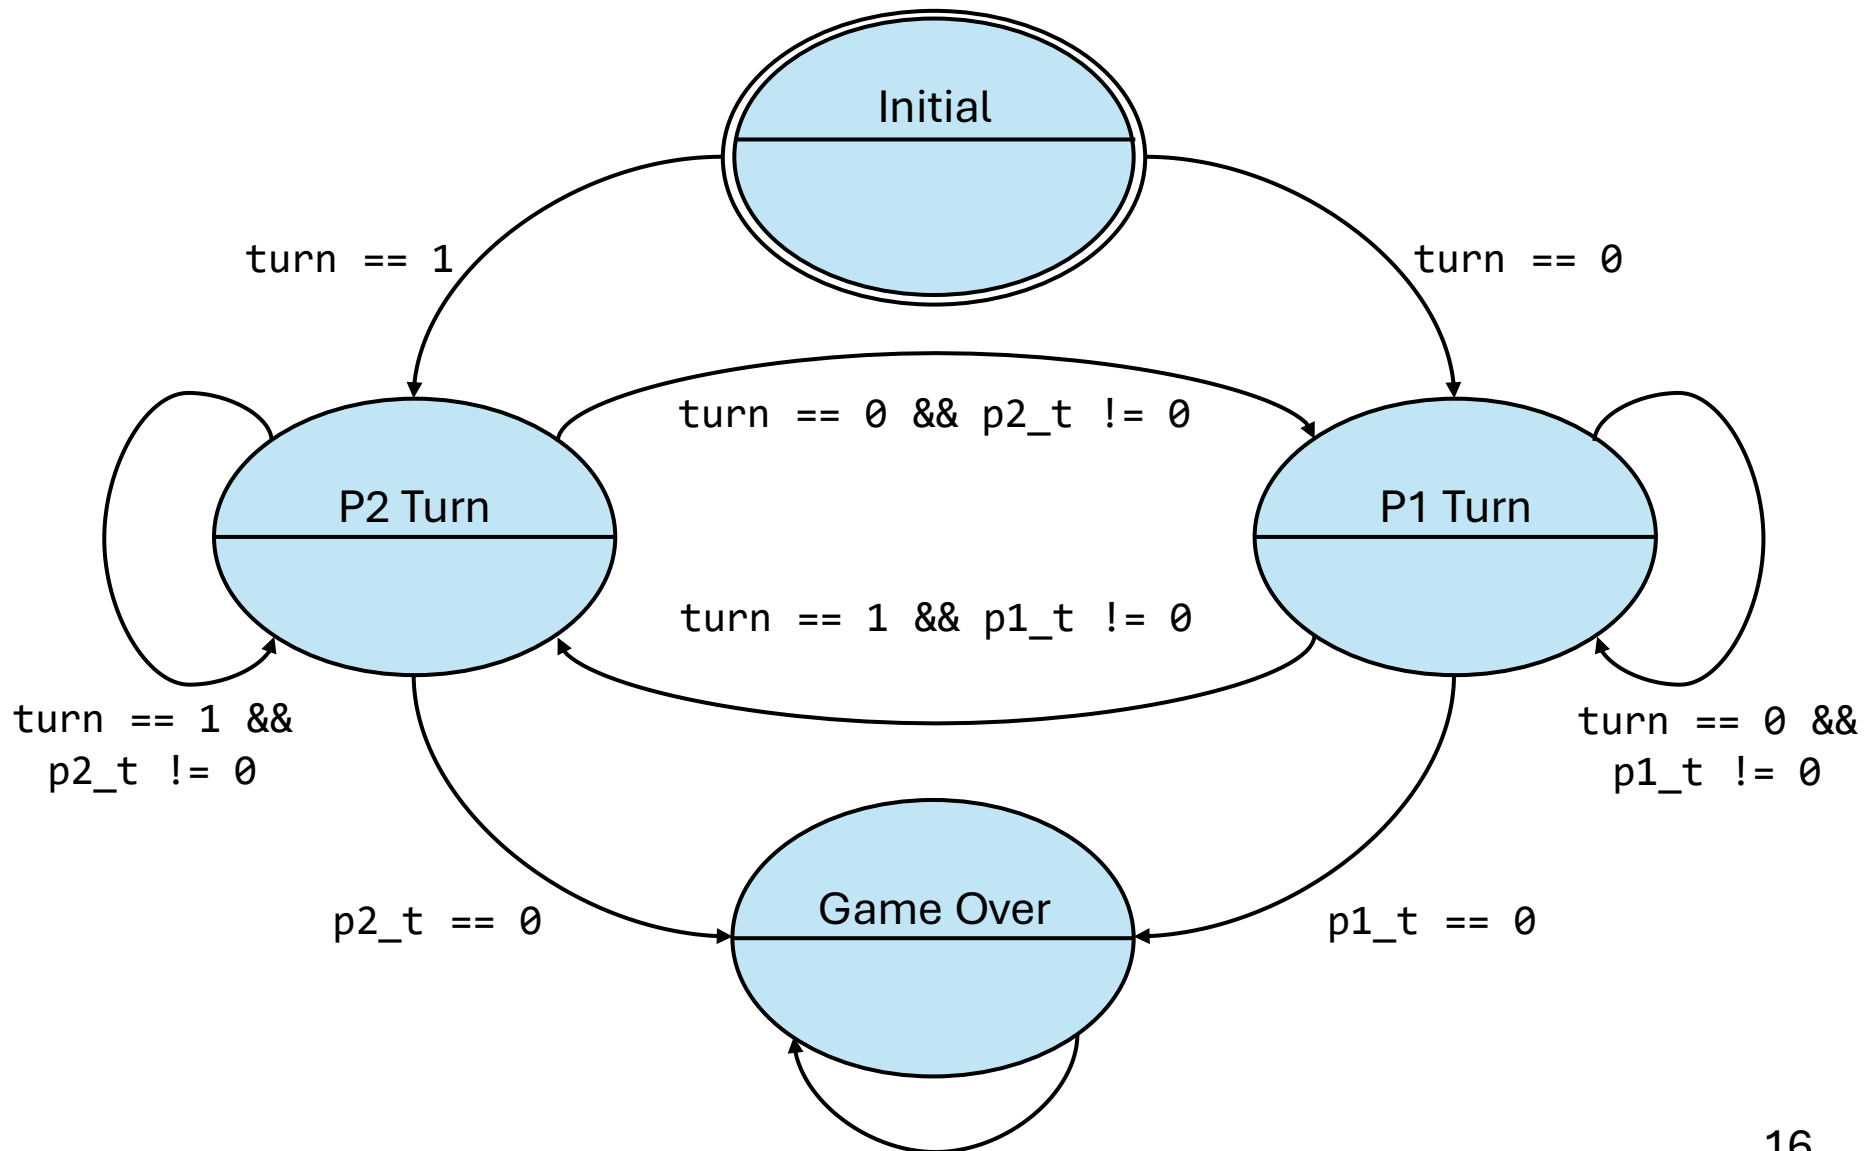 Initial
turn == 1
turn == 0
turn == 0 && p2_t != 0
P2 Turn
P1 Turn
turn == 1 && p1_t != 0
turn == 1 &&
p2_t != 0
turn == 0 &&
p1_t != 0
Game Over
p2_t == 0
p1_t == 0
16